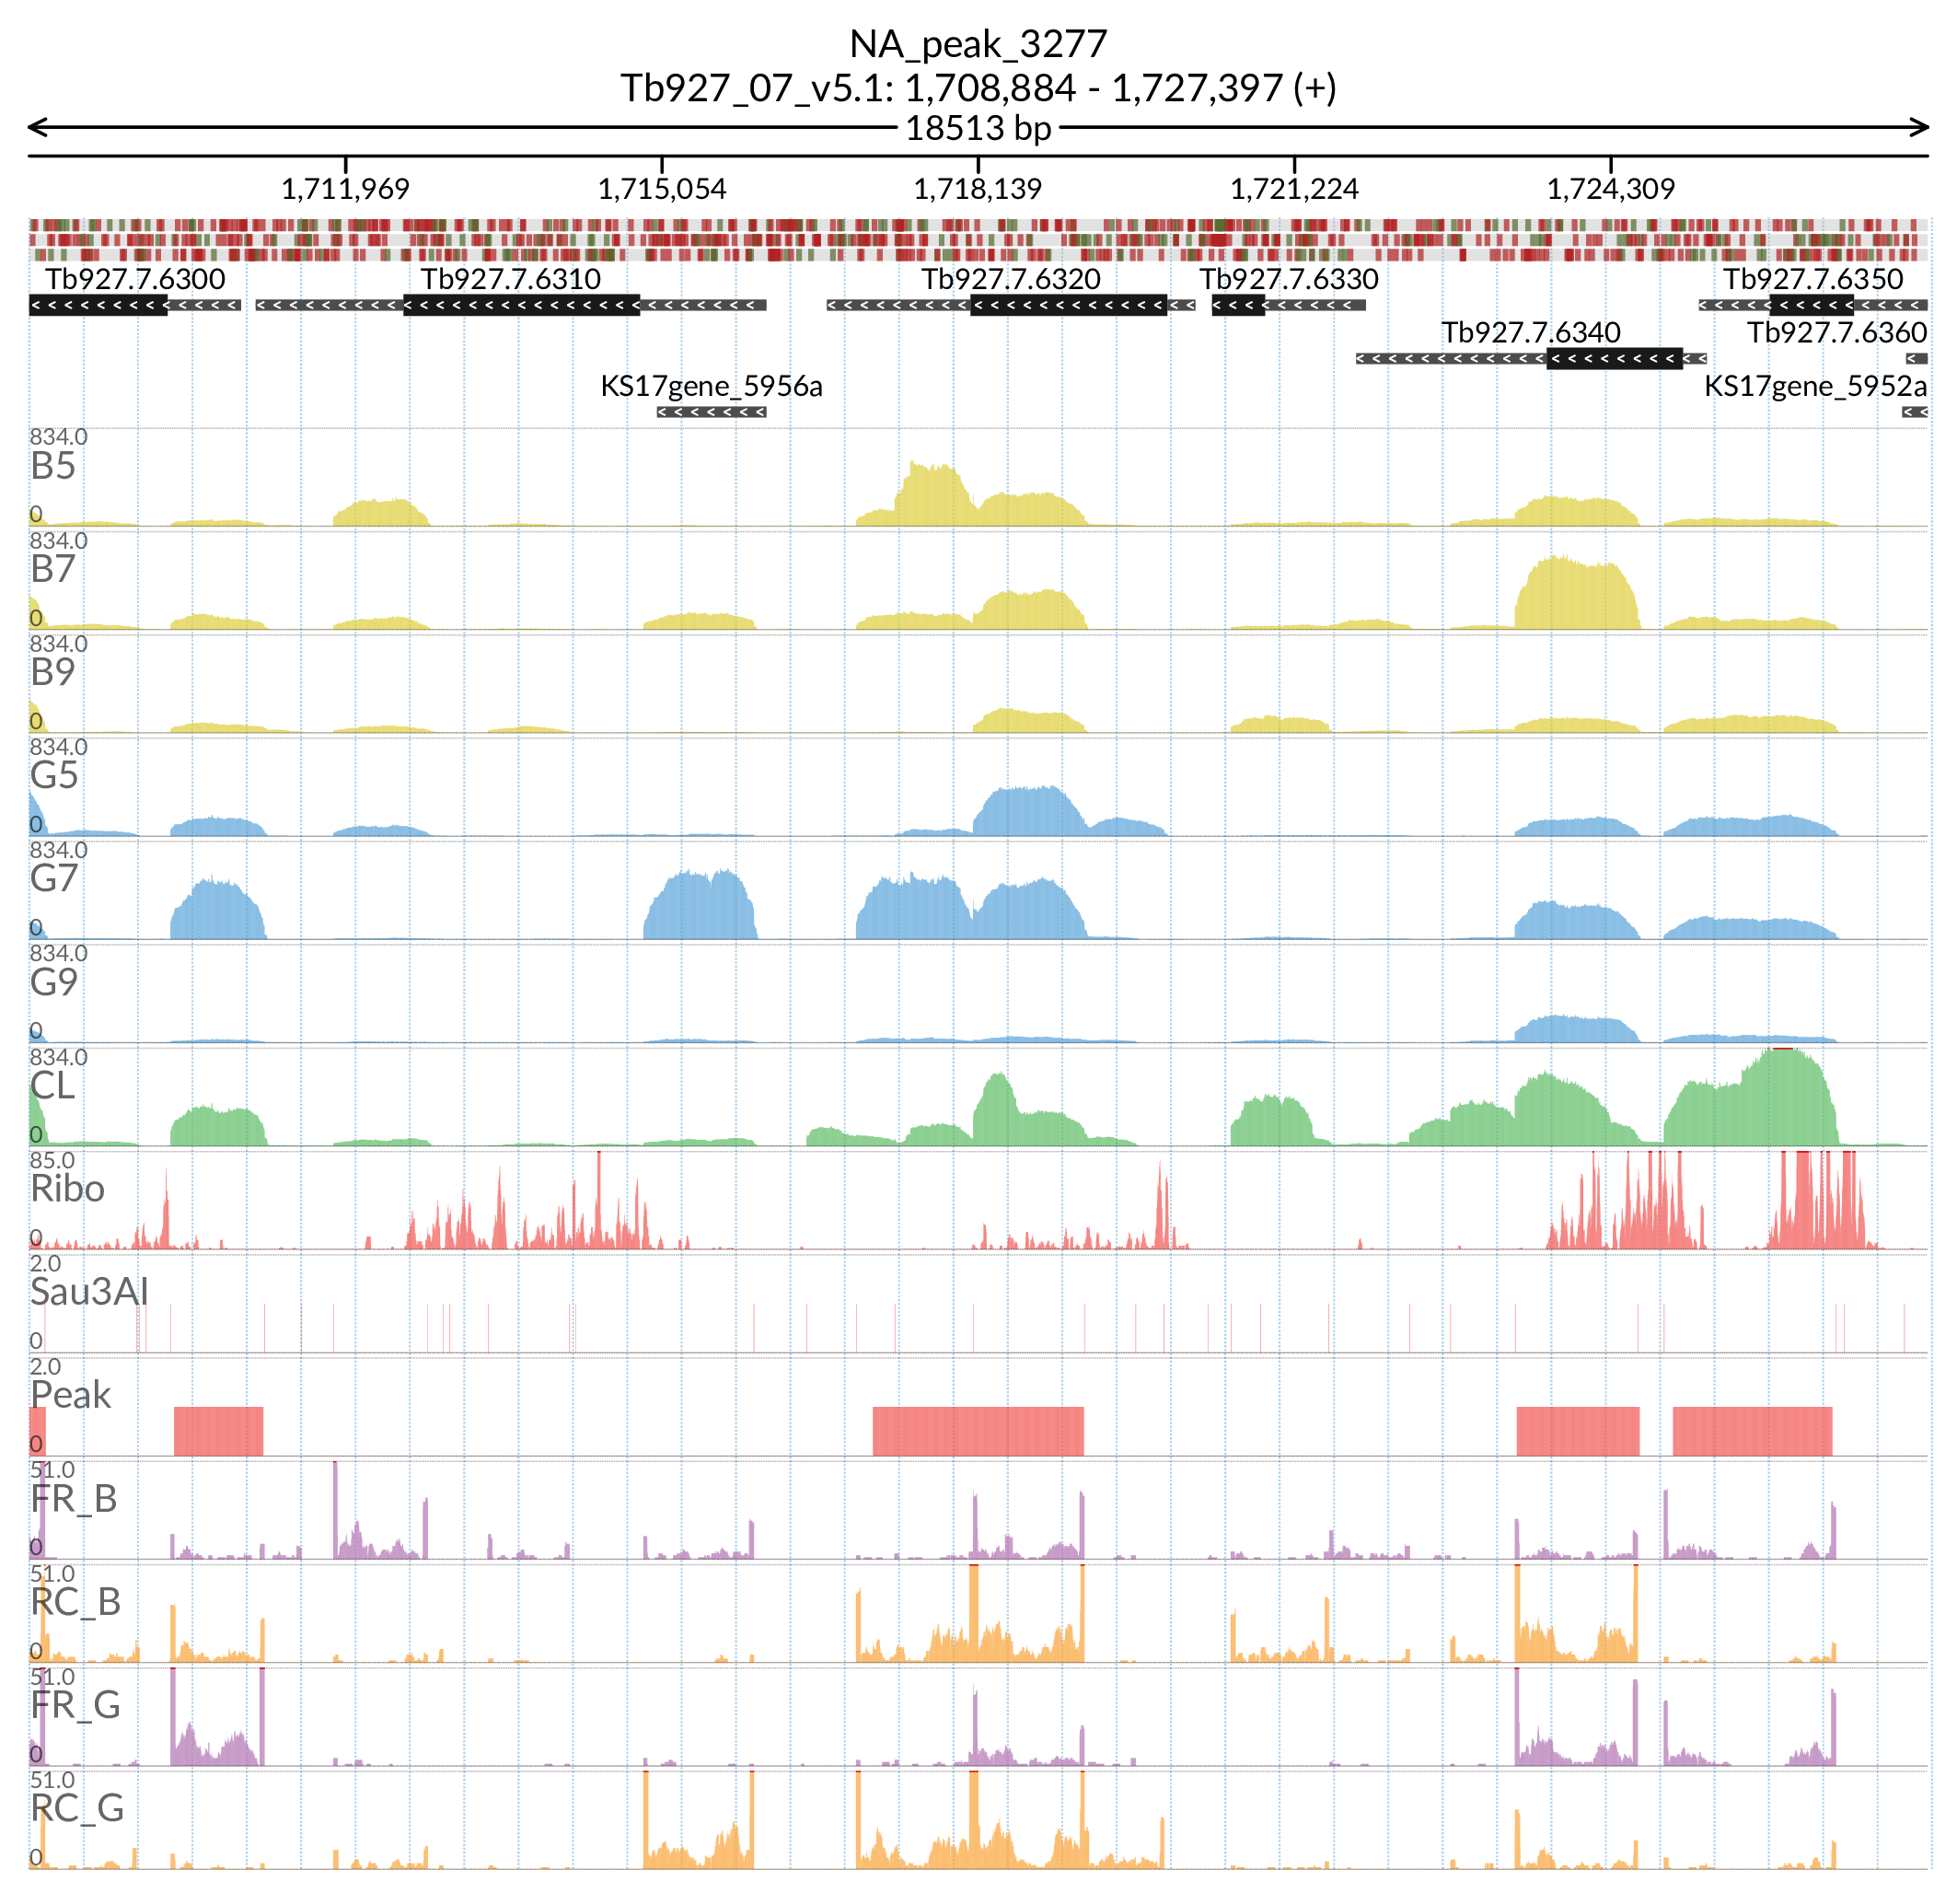 NA_peak_3277
Tb927_07_v5.1: 1,708,884 - 1,727,397 (+)
18513 bp
1,711,969 1,715,054 1,718,139 1,721,224 1,724,309
Tb927.7.6300 Tb927.7.6310 Tb927.7.6320 Tb927.7.6330 Tb927.7.6350
Tb927.7.6340 Tb927.7.6360
KS17gene_5956a KS17gene_5952a
834.0
B5
0
834.0
B7
0
834.0
B9
0
834.0
G5
0
834.0
G7
0
834.0
G9
0
834.0
CL
0
85.0
Ribo
0
2.0
Sau3AI
0
2.0
Peak
0
51.0
FR_B
0
51.0
RC_B
0
51.0
FR_G
0
51.0
RC_G
0